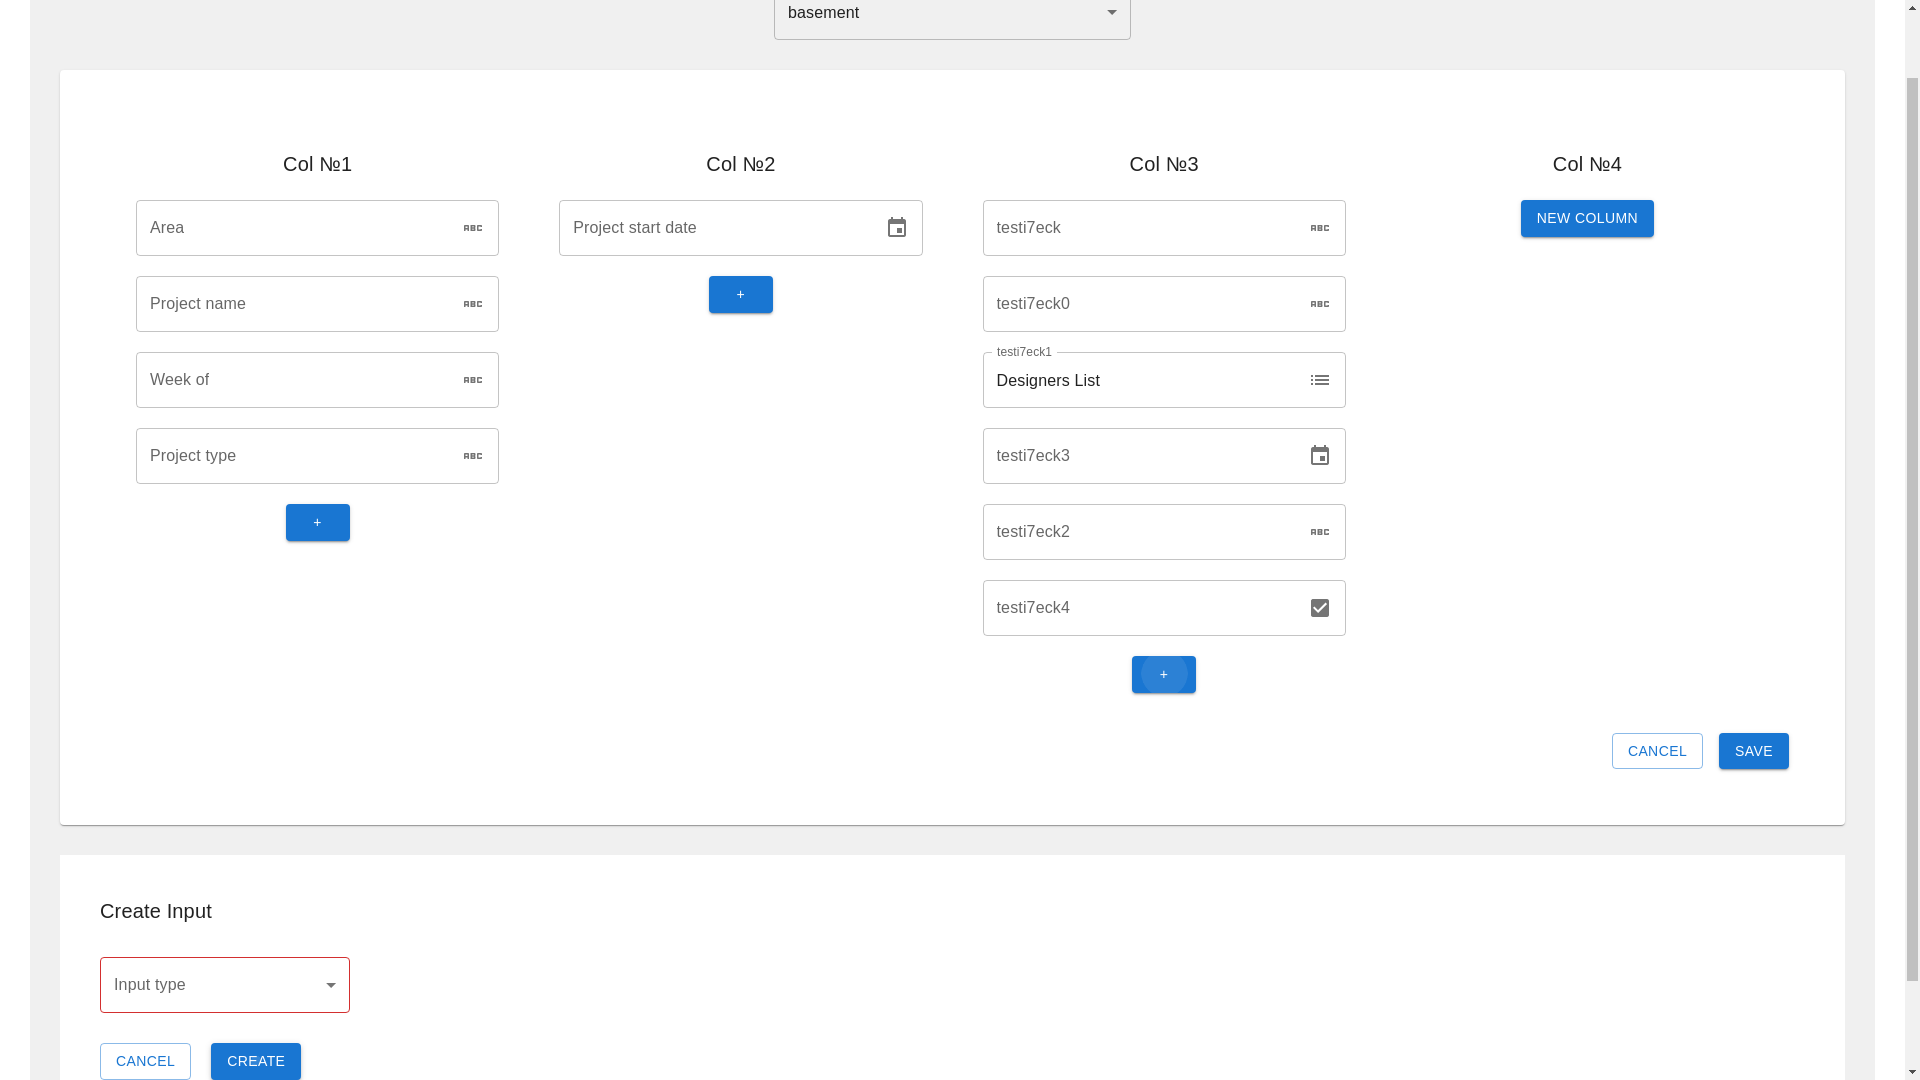 basement
Col №1
Col №2
Col №3
Col №4
Area
ABC
Project start date
testi7eck
ABC
NEW COLUMN
Project name
ABC
+
testi7eck0
ABC
Week of
ABC
testi7eck1
Designers List
Project type
ABC
testi7eck3
+
testi7eck2
ABC
testi7eck4
+
CANCEL
SAVE
Create Input
Input type
CANCEL
CREATE